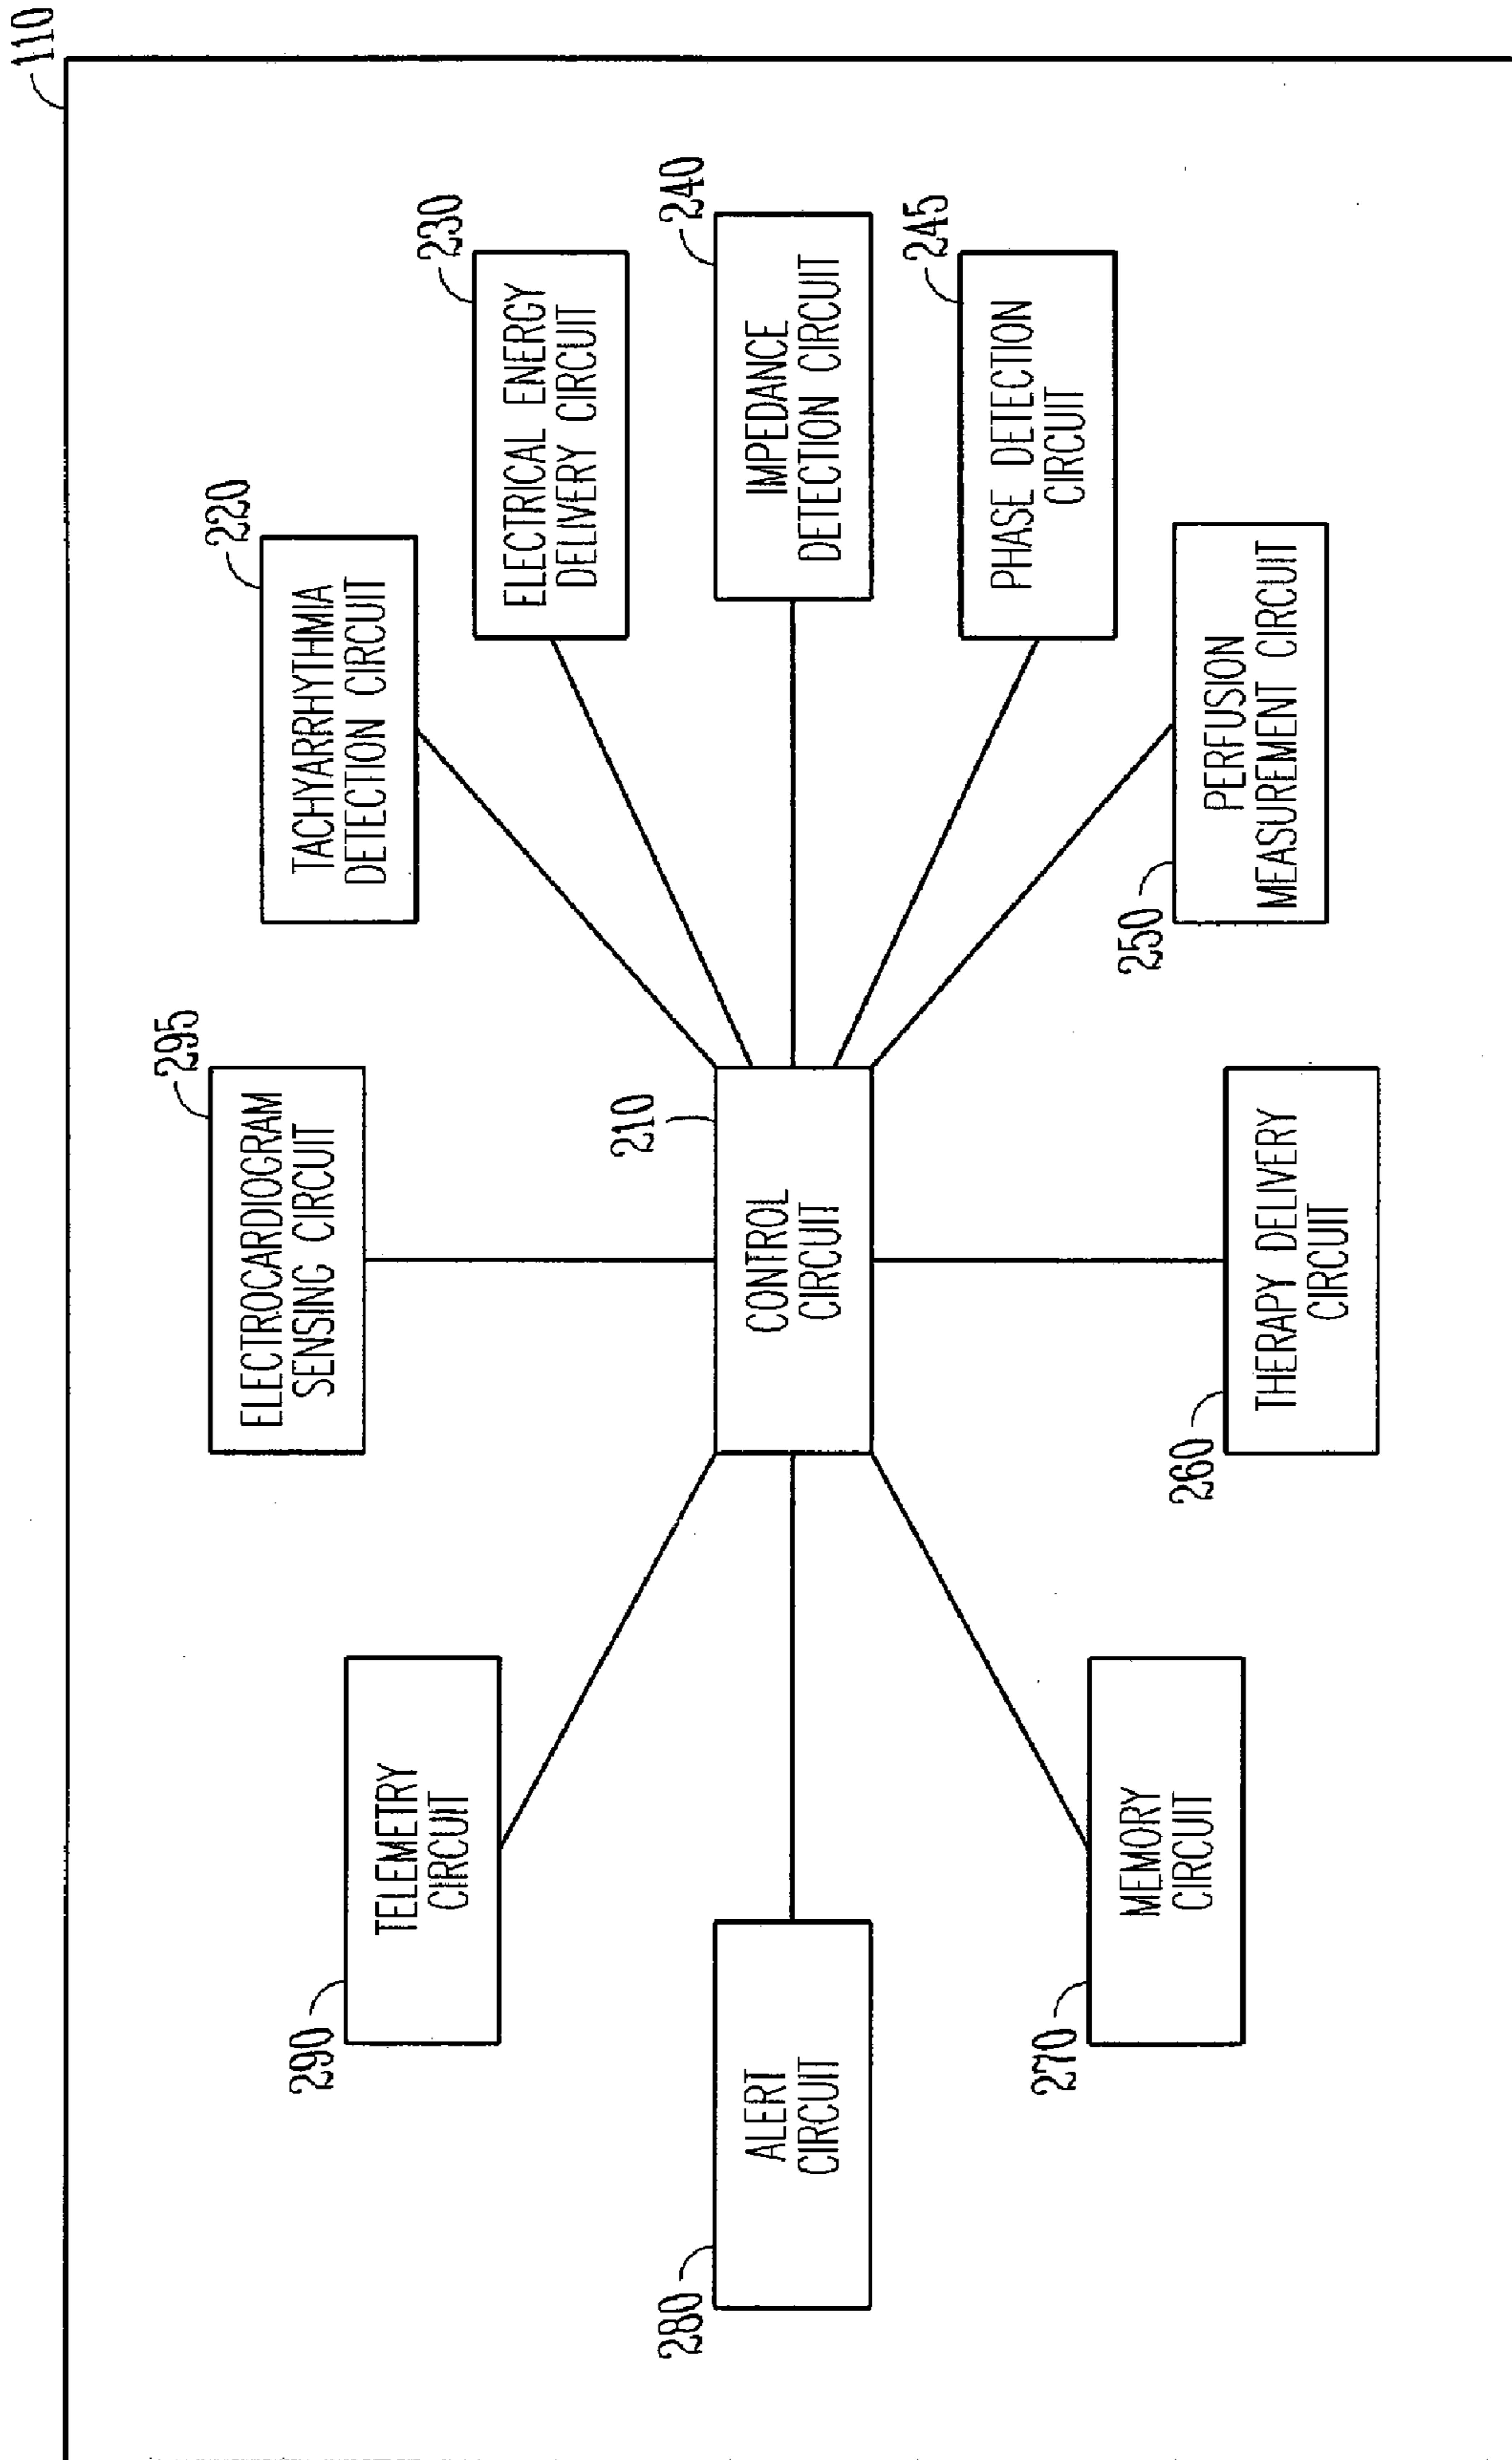 110
295
ELECTROCARDIOGRAM
SENSING CIRCUIT
220
TACHYARRHYTHMIA
DETECTION CIRCUIT
290
TELEMETRY
CIRCUIT
230
ELECTRICAL ENERGY
DELIVERY CIRCUIT
280
ALERT
CIRCUIT
210
CONTROL
CIRCUIT
240
IMPEDANCE
DETECTION CIRCUIT
245
PHASE DETECTION
CIRCUIT
270
MEMORY
CIRCUIT
250
PERFUSION
MEASUREMENT CIRCUIT
260
THERAPY DELIVERY
CIRCUIT